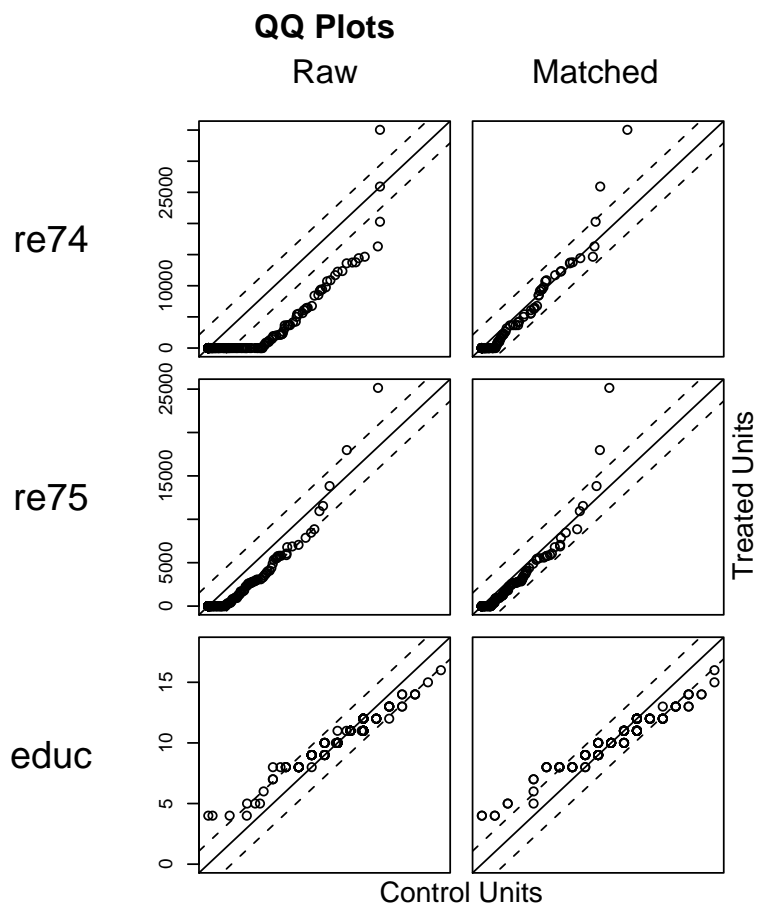 QQ Plots
Raw Matched
re74
0 10000 25000
re75
0 5000 15000 25000
educ
0 5 10 15
Control Units
Treated Units